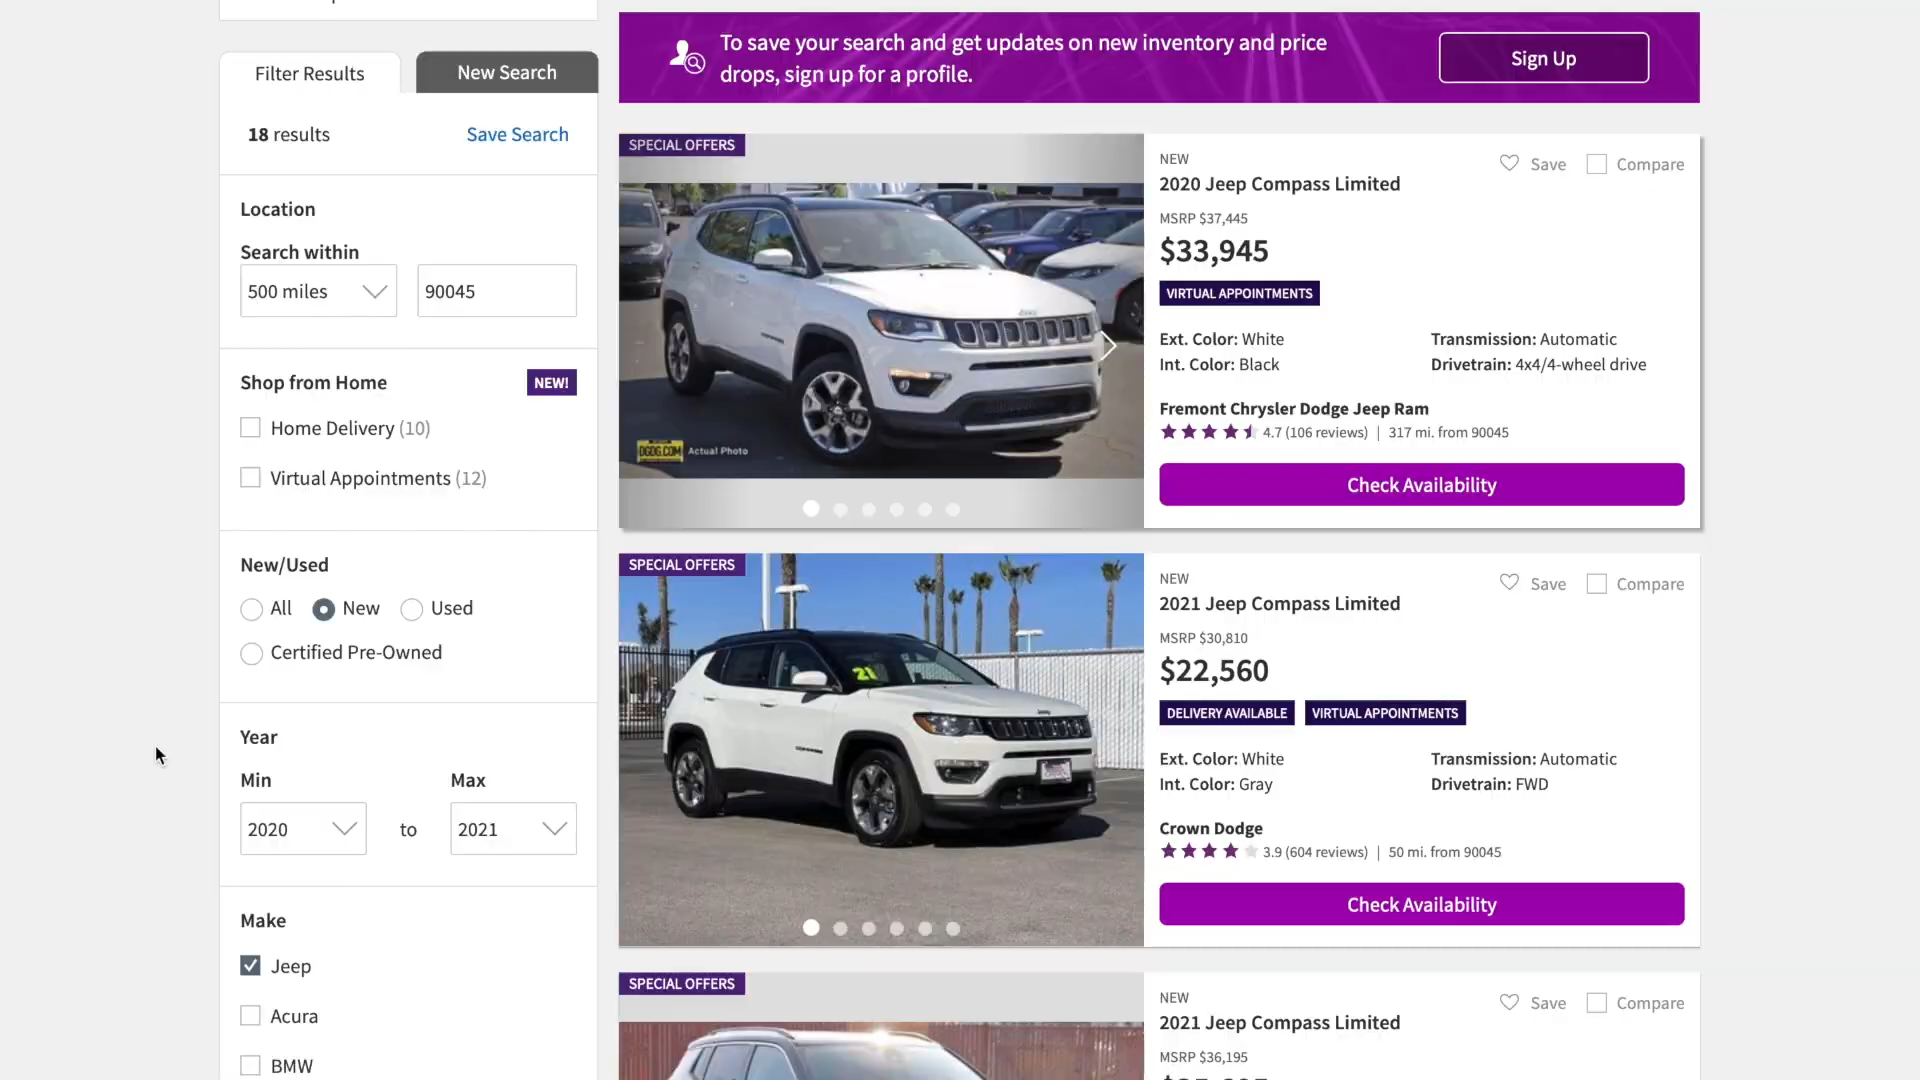 To save your search and get updates on new inventory and price
drops, sign up for a profile.
Sign Up
Filter Results
New Search
18 results
Save Search
Location
Search within
500 miles
90045
Shop from Home
NEW!
Home Delivery (10)
Virtual Appointments (12)
New/Used
All
New
Used
Certified Pre-Owned
Year
Min
Max
2020
to
2021
Make
Jeep
Acura
BMW
SPECIAL OFFERS
DGDG.COM
Actual Photo
NEW
Save
Compare
2020 Jeep Compass Limited
MSRP $37,445
$33,945
VIRTUAL APPOINTMENTS
Ext. Color: White
Transmission: Automatic
Int. Color: Black
Drivetrain: 4x4/4-wheel drive
Fremont Chrysler Dodge Jeep Ram
4.7 (106 reviews) | 317 mi. from 90045
Check Availability
SPECIAL OFFERS
21
NEW
Save
Compare
2021 Jeep Compass Limited
MSRP $30,810
$22,560
DELIVERY AVAILABLE
VIRTUAL APPOINTMENTS
Ext. Color: White
Transmission: Automatic
Int. Color: Gray
Drivetrain: FWD
Crown Dodge
3.9 (604 reviews) | 50 mi. from 90045
Check Availability
SPECIAL OFFERS
NEW
Save
Compare
2021 Jeep Compass Limited
MSRP $36,195